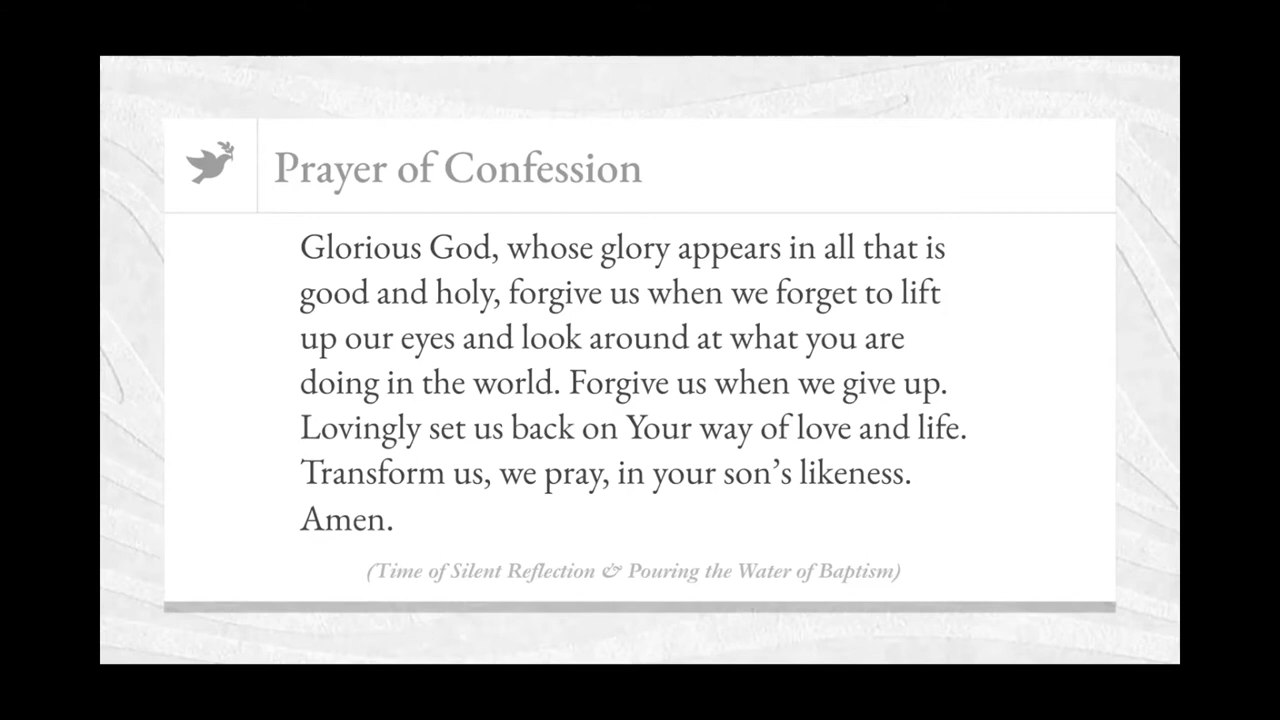 Prayer of Confession
Glorious God, whose glory appears in all that is
good and holy, forgive us when we forget to lift
up our eyes and look around at what you are
doing in the world. Forgive us when we give up.
Lovingly set us back on Your way of love and life.
Transform us, we pray, in your son’s likeness.
Amen.
(Time of Silent Reflection & Pouring the Water of Baptism)